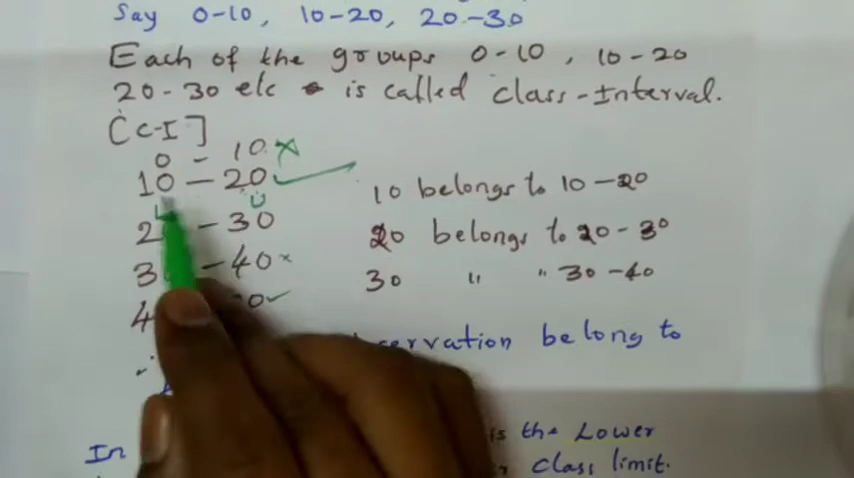 Say 0-10, 10-20, 20-30
Each of the groups 0-10, 10-20
20-30 etc is called class-Interval.
[C-I]
0 - 10 ×
10 - 20 ✓
L U
- 30
- 40 ×
✓
10 belongs to 10-20
20 belongs to 20-30
30 " " 30-40
belong to
In is the Lower
class limit.